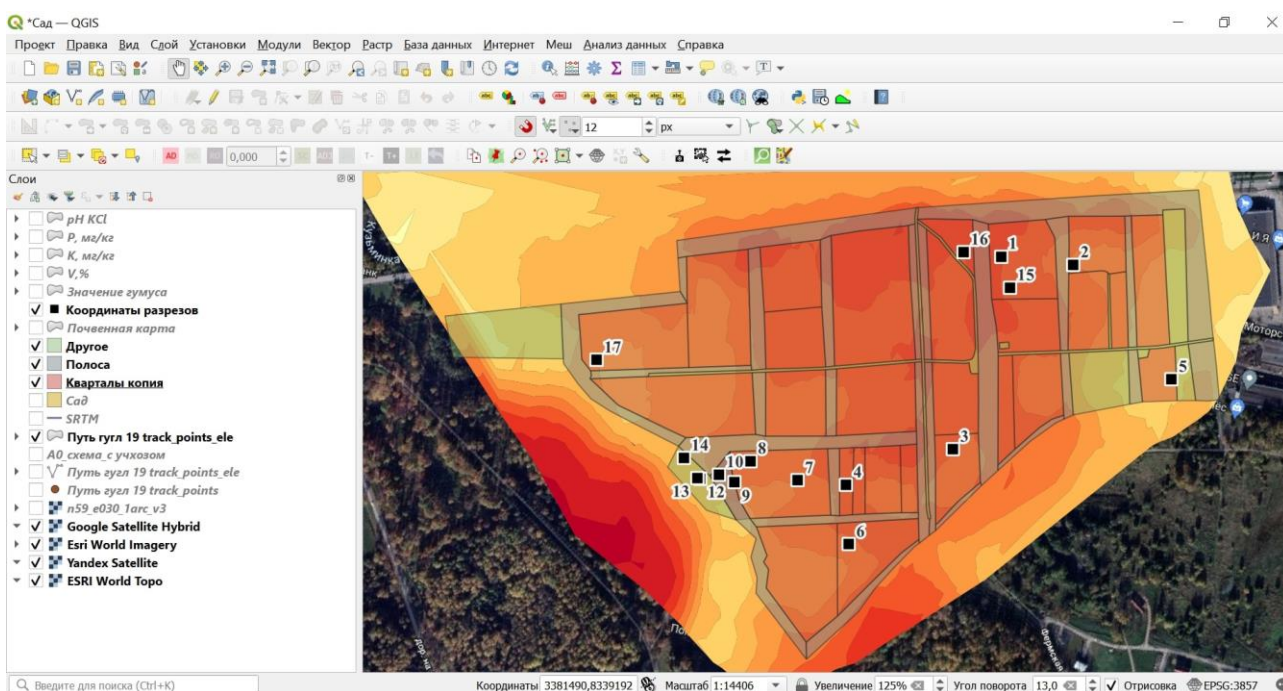 *Сад — QGIS
Проект Правка Вид Слой Установки Модули Вектор Растр База данных Интернет Меш Анализ данных Справка
12 px
0,000
Слои
pH KCl
P, мг/кг
K, мг/кг
V,%
Значение гумуса
Координаты разрезов
Почвенная карта
Другое
Полоса
Кварталы копия
Сад
SRTM
Путь гугл 19 track_points_ele
A0_схема_с учхозом
Путь гугл 19 track_points_ele
Путь гугл 19 track_points
n59_e030_1arc_v3
Google Satellite Hybrid
Esri World Imagery
Yandex Satellite
ESRI World Topo
Кузьминка
16 1 2
15
17
5
3
14 8
10 7 4
13 12 9
6
Фермская
Введите для поиска (Ctrl+K)
Координаты 3381490,8339192 Масштаб 1:14406 Увеличение 125% Угол поворота 13,0 Отрисовка EPSG:3857